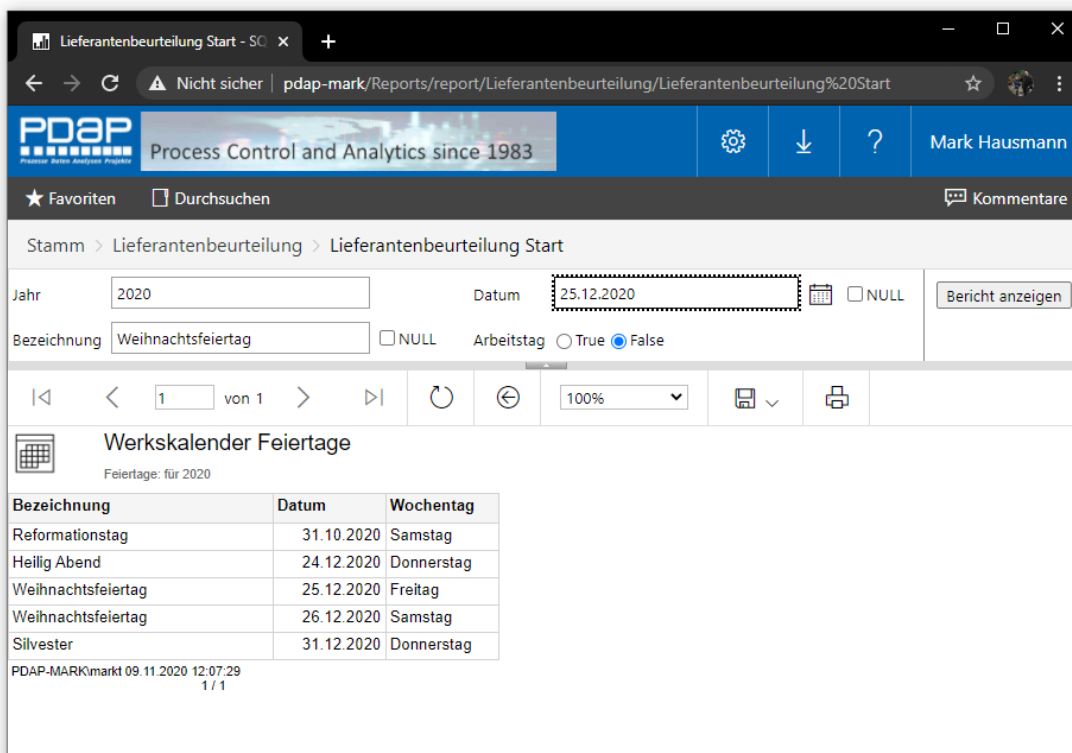 Lieferantenbeurteilung Start - SQ
Nicht sicher | pdap-mark/Reports/report/Lieferantenbeurteilung/Lieferantenbeurteilung%20Start
PDAP
Prozesse Daten Analysen Projekte
Process Control and Analytics since 1983
? Mark Hausmann
Favoriten Durchsuchen Kommentare
Stamm > Lieferantenbeurteilung > Lieferantenbeurteilung Start
Jahr 2020 Datum 25.12.2020 NULL Bericht anzeigen
Bezeichnung Weihnachtsfeiertag NULL Arbeitstag True False
1 von 1 100%
Werkskalender Feiertage
Feiertage: für 2020
Bezeichnung Datum Wochentag
Reformationstag 31.10.2020 Samstag
Heilig Abend 24.12.2020 Donnerstag
Weihnachtsfeiertag 25.12.2020 Freitag
Weihnachtsfeiertag 26.12.2020 Samstag
Silvester 31.12.2020 Donnerstag
PDAP-MARK\markt 09.11.2020 12:07:29
1 / 1